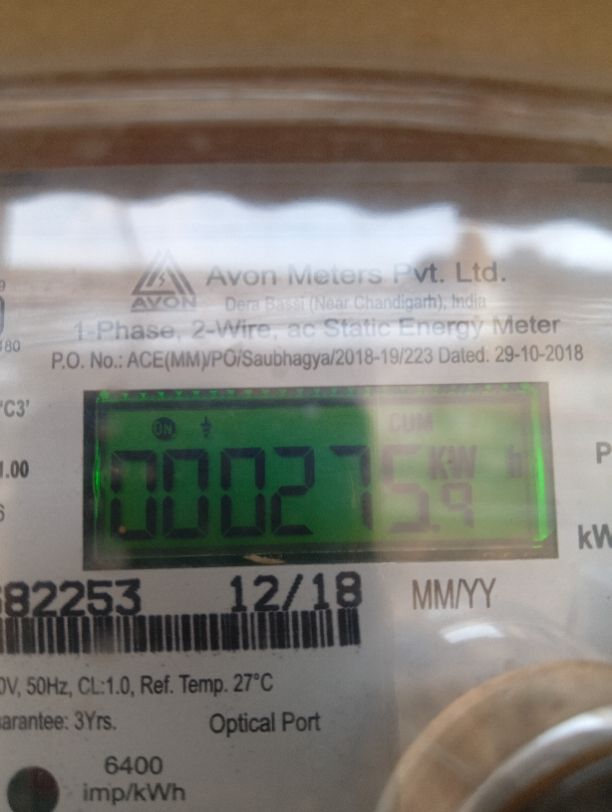 Avon Meters Pvt. Ltd.
AVON
Dera Bassi (Near Chandigarh), India
1-Phase, 2-Wire, ac Static Energy Meter
P.O. No.: ACE(MM)/PO/Saubhagya/2018-19/223 Dated. 29-10-2018
ON CUM
000275.9 KW h
82253 12/18 MM/YY
0V, 50Hz, CL:1.0, Ref. Temp. 27°C
arantee: 3Yrs. Optical Port
6400
imp/kWh